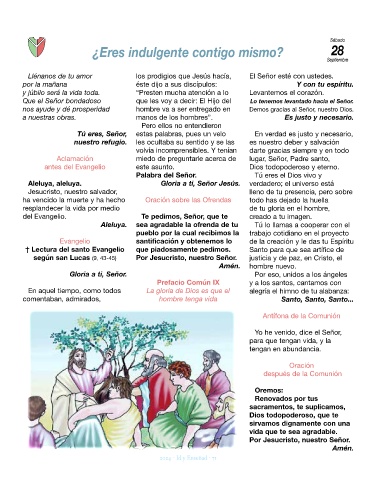 Sábado
28
Septiembre
¿Eres indulgente contigo mismo?
Llénanos de tu amor
por la mañana
y júbilo será la vida toda.
Que el Señor bondadoso
nos ayude y dé prosperidad
a nuestras obras.
Tú eres, Señor,
nuestro refugio.
Aclamación
antes del Evangelio
Aleluya, aleluya.
Jesucristo, nuestro salvador,
ha vencido la muerte y ha hecho
resplandecer la vida por medio
del Evangelio.
Aleluya.
Evangelio
† Lectura del santo Evangelio
según san Lucas (9, 43-45)
Gloria a ti, Señor.
En aquel tiempo, como todos
comentaban, admirados,
los prodigios que Jesús hacía,
éste dijo a sus discípulos:
"Presten mucha atención a lo
que les voy a decir: El Hijo del
hombre va a ser entregado en
manos de los hombres".
Pero ellos no entendieron
estas palabras, pues un velo
les ocultaba su sentido y se las
volvía incomprensibles. Y tenían
miedo de preguntarle acerca de
este asunto.
Palabra del Señor.
Gloria a ti, Señor Jesús.
Oración sobre las Ofrendas
Te pedimos, Señor, que te
sea agradable la ofrenda de tu
pueblo por la cual recibimos la
santificación y obtenemos lo
que piadosamente pedimos.
Por Jesucristo, nuestro Señor.
Amén.
Prefacio Común IX
La gloria de Dios es que el
hombre tenga vida
El Señor esté con ustedes.
Y con tu espíritu.
Levantemos el corazón.
Lo tenemos levantado hacia el Señor.
Demos gracias al Señor, nuestro Dios.
Es justo y necesario.
En verdad es justo y necesario,
es nuestro deber y salvación
darte gracias siempre y en todo
lugar, Señor, Padre santo,
Dios todopoderoso y eterno.
Tú eres el Dios vivo y
verdadero; el universo está
lleno de tu presencia, pero sobre
todo has dejado la huella
de tu gloria en el hombre,
creado a tu imagen.
Tú lo llamas a cooperar con el
trabajo cotidiano en el proyecto
de la creación y le das tu Espíritu
Santo para que sea artífice de
justicia y de paz, en Cristo, el
hombre nuevo.
Por eso, unidos a los ángeles
y a los santos, cantamos con
alegría el himno de tu alabanza:
Santo, Santo, Santo...
Antífona de la Comunión
Yo he venido, dice el Señor,
para que tengan vida, y la
tengan en abundancia.
Oración
después de la Comunión
Oremos:
Renovados por tus
sacramentos, te suplicamos,
Dios todopoderoso, que te
sirvamos dignamente con una
vida que te sea agradable.
Por Jesucristo, nuestro Señor.
Amén.